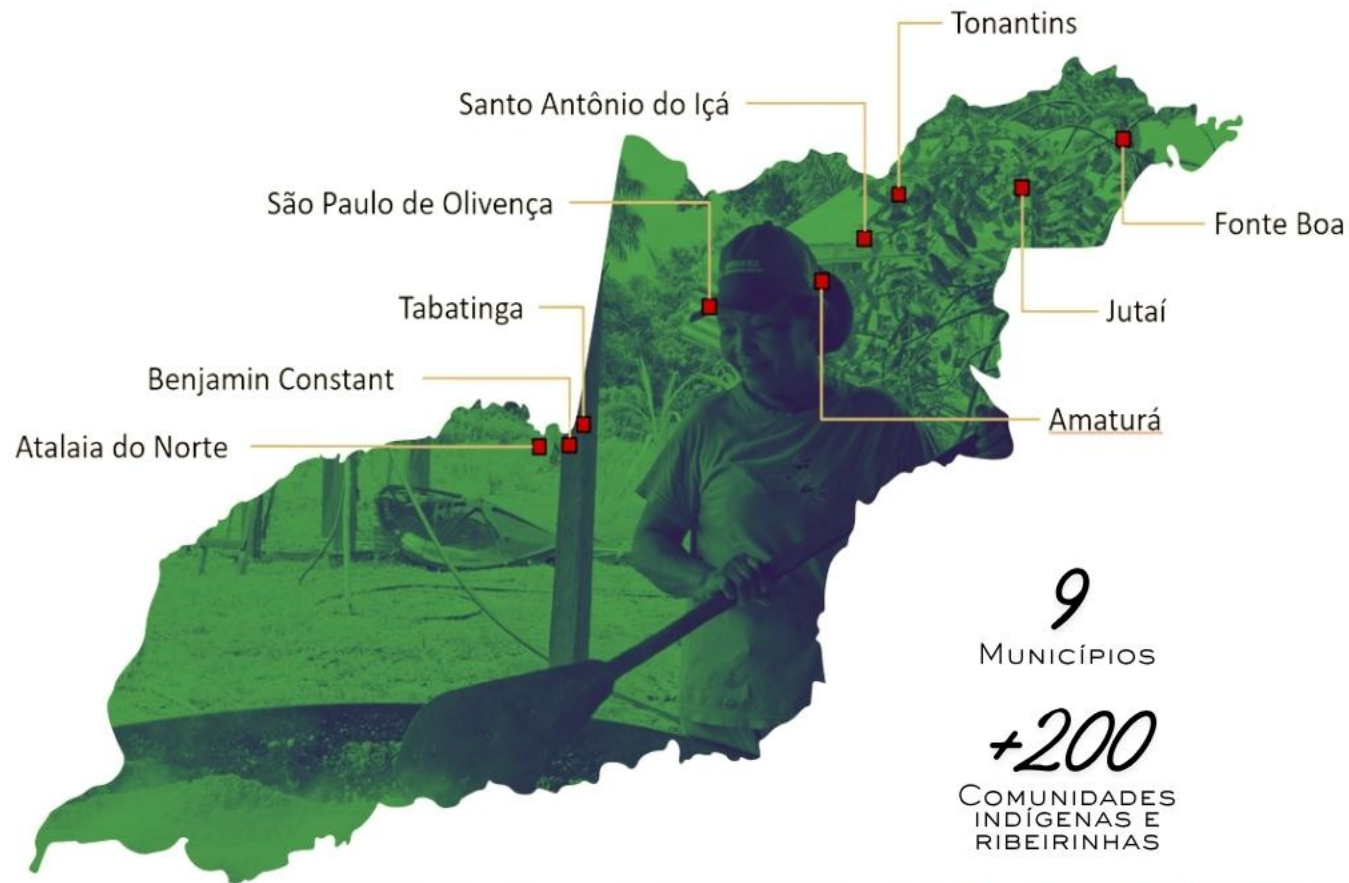 Tonantins
Santo Antônio do Içá
São Paulo de Olivença
Fonte Boa
Tabatinga
Jutaí
Benjamin Constant
Amaturá
Atalaia do Norte
9
MUNICÍPIOS
+200
COMUNIDADES
INDÍGENAS E
RIBEIRINHAS